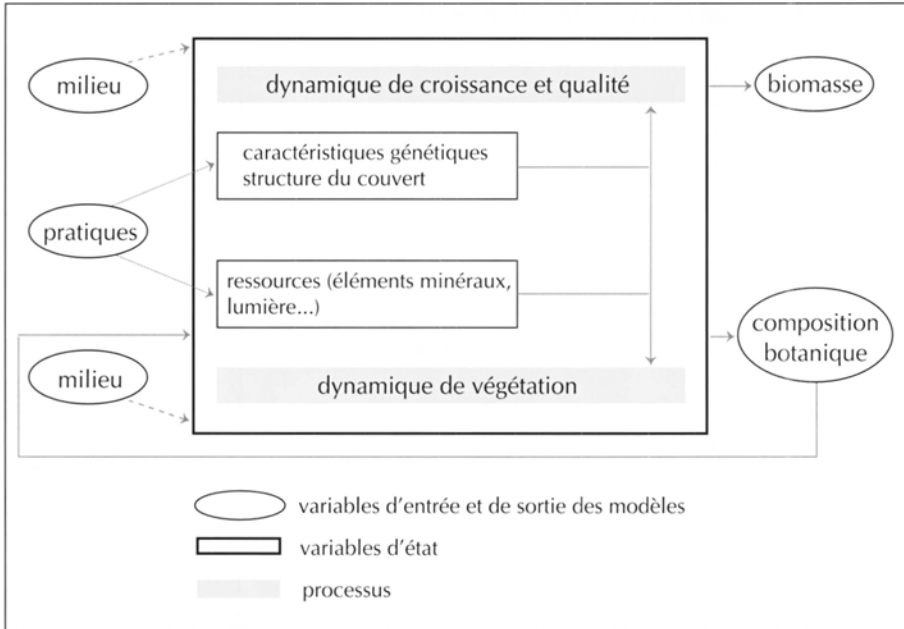 milieu
dynamique de croissance et qualité
biomasse
caractéristiques génétiques
structure du couvert
pratiques
ressources (éléments minéraux,
lumière...)
composition
botanique
milieu
dynamique de végétation
variables d'entrée et de sortie des modèles
variables d'état
processus